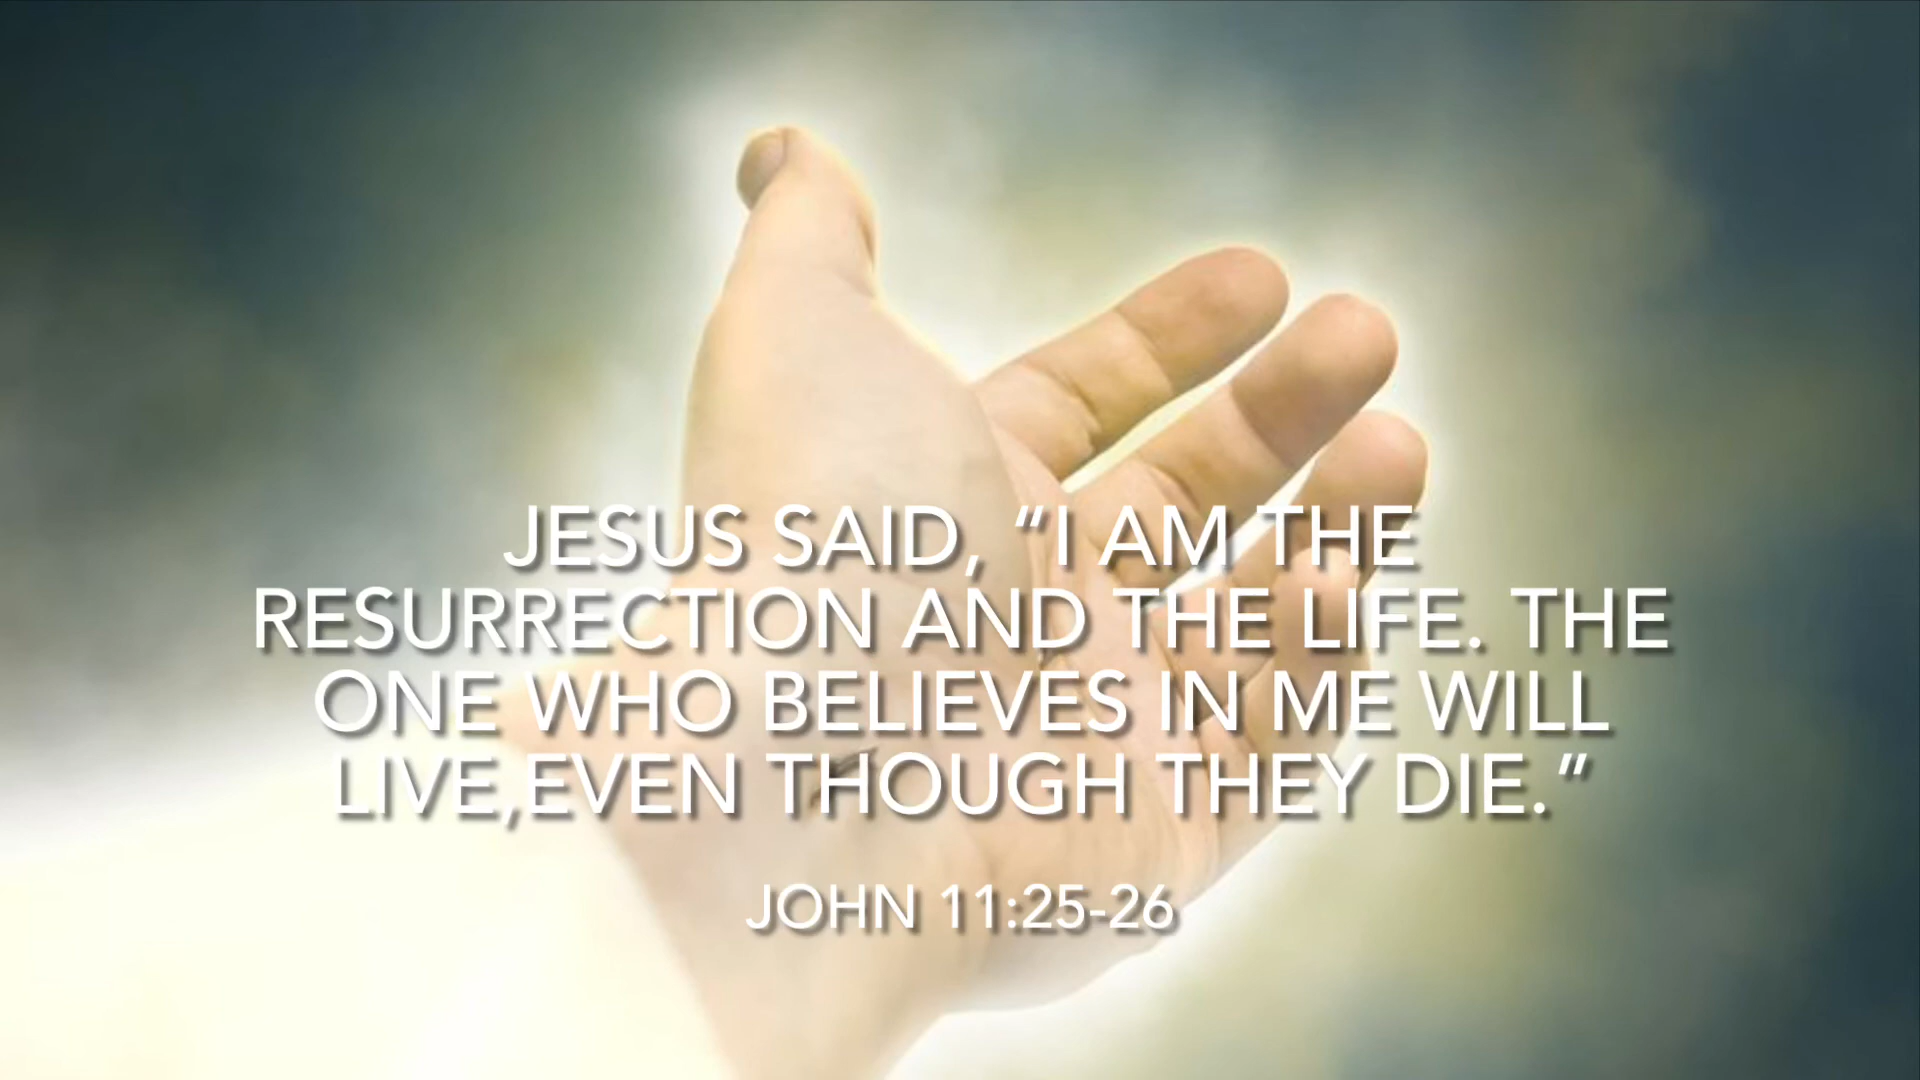 JESUS SAID, “I AM THE
RESURRECTION AND THE LIFE. THE
ONE WHO BELIEVES IN ME WILL
LIVE,EVEN THOUGH THEY DIE.”
JOHN 11:25-26